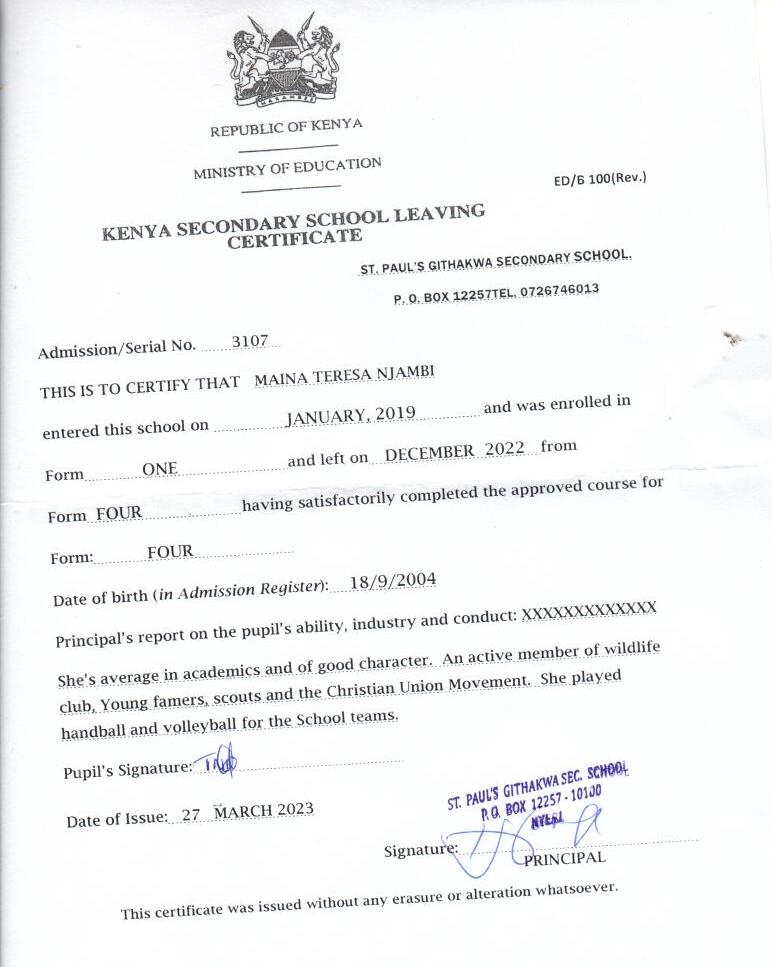 HARAMBEE
REPUBLIC OF KENYA
MINISTRY OF EDUCATION
ED/B 100(Rev.)
KENYA SECONDARY SCHOOL LEAVING
CERTIFICATE
ST. PAUL'S GITHAKWA SECONDARY SCHOOL.
P. O. BOX 12257TEL. 0726746013
Admission/Serial No. 3107
THIS IS TO CERTIFY THAT MAINA TERESA NJAMBI
entered this school on JANUARY, 2019 and was enrolled in
Form ONE and left on DECEMBER 2022 from
Form FOUR having satisfactorily completed the approved course for
Form: FOUR
Date of birth (in Admission Register): 18/9/2004
Principal's report on the pupil's ability, industry and conduct: XXXXXXXXXXXXX
She's average in academics and of good character. An active member of wildlife
club, Young famers, scouts and the Christian Union Movement. She played
handball and volleyball for the School teams.
Pupil's Signature:
Date of Issue: 27 MARCH 2023
ST. PAUL'S GITHAKWA SEC. SCHOOL
P.O. BOX 12257 - 10100
NYERI
Signature:
PRINCIPAL
This certificate was issued without any erasure or alteration whatsoever.